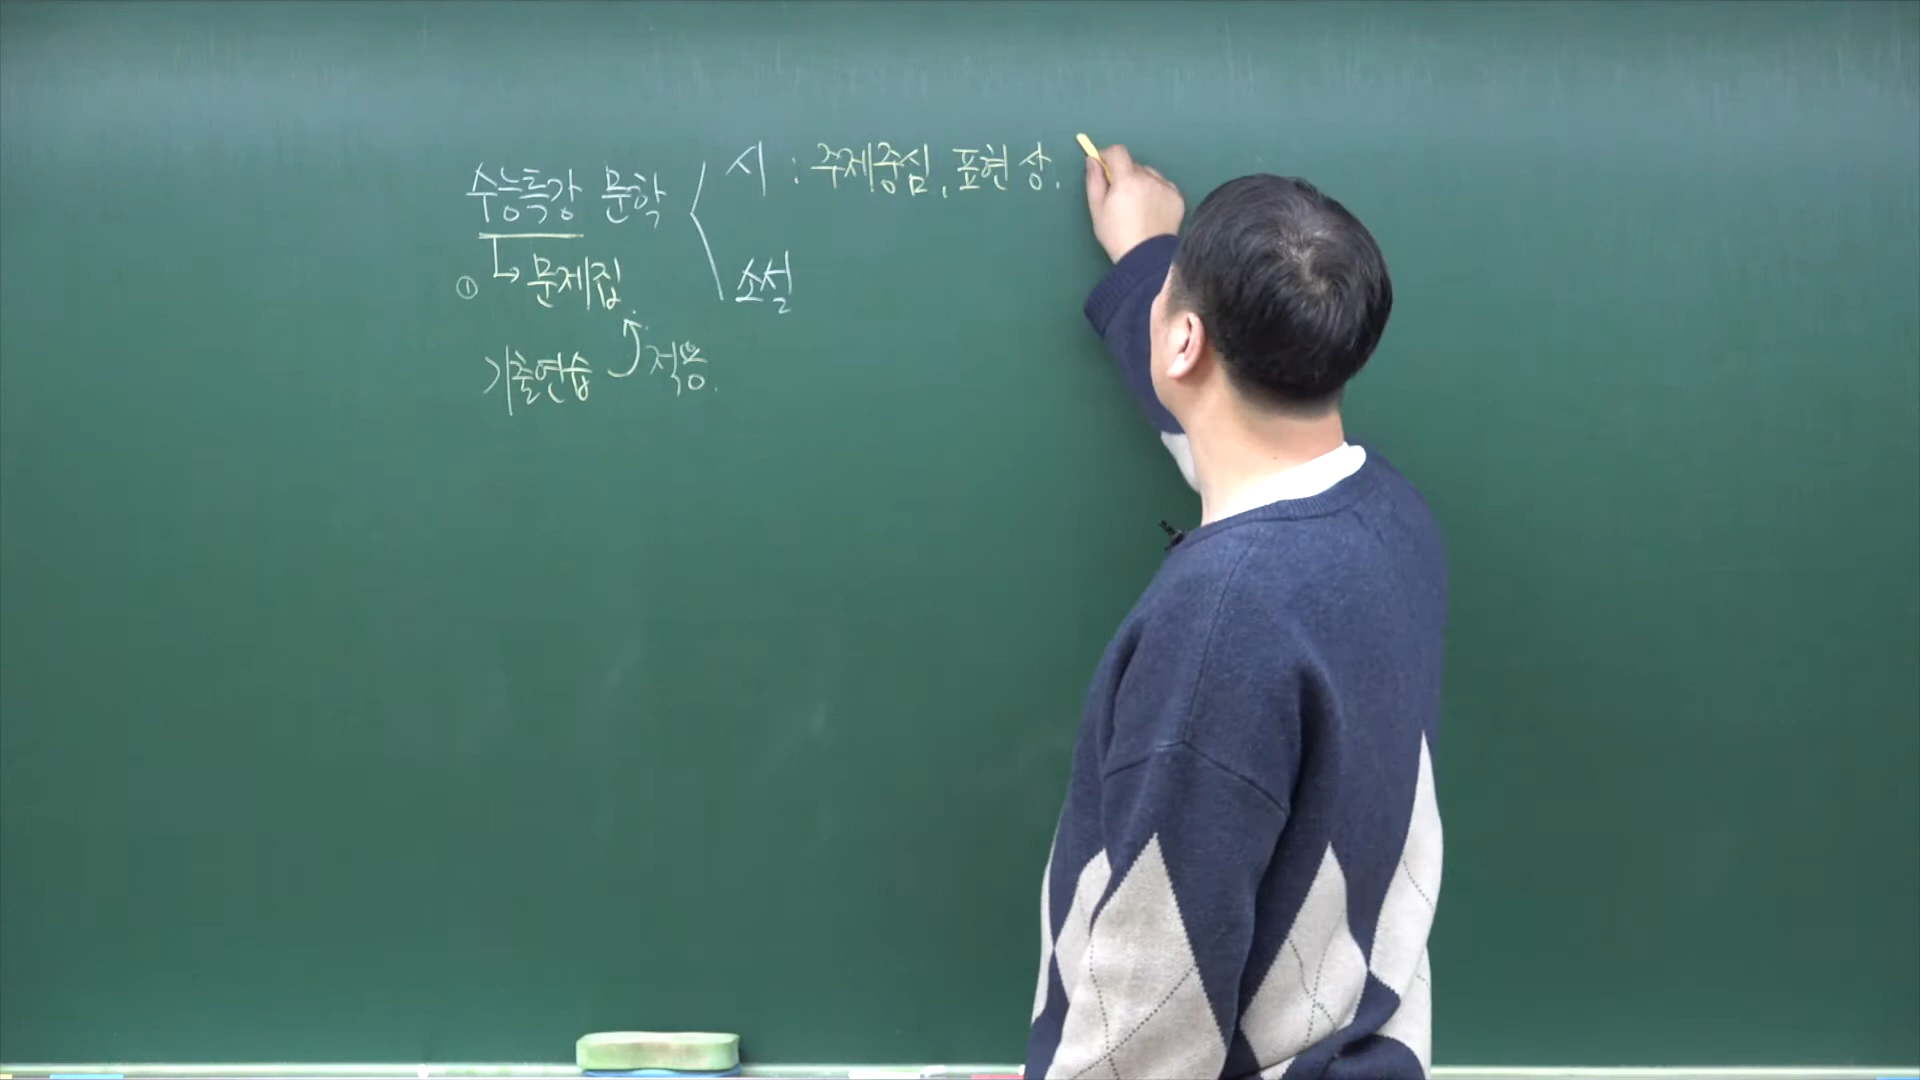 수능특강 문학
시 : 주제중심, 표현 상.
소설
① ↳ 문제집
기출연습 적용.